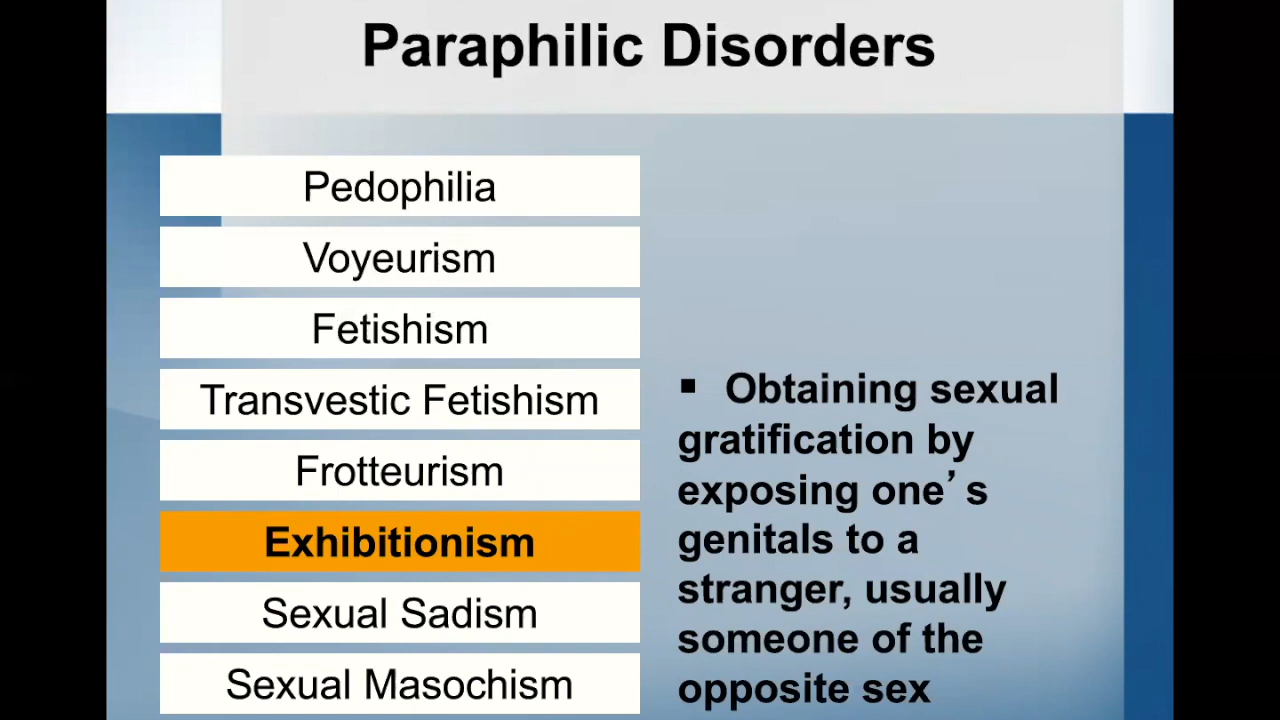 Paraphilic Disorders
Pedophilia
Voyeurism
Fetishism
Transvestic Fetishism
Frotteurism
Exhibitionism
Sexual Sadism
Sexual Masochism
▪ Obtaining sexual
gratification by
exposing one’s
genitals to a
stranger, usually
someone of the
opposite sex